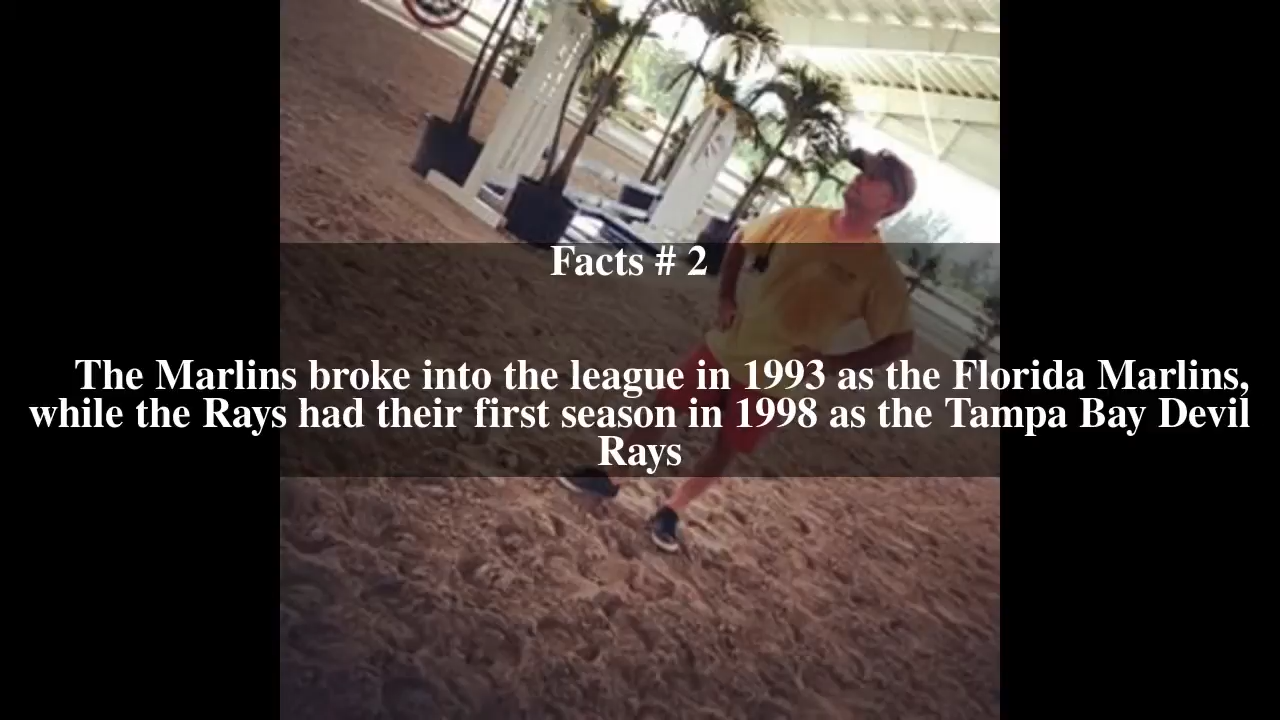 Facts # 2
The Marlins broke into the league in 1993 as the Florida Marlins,
while the Rays had their first season in 1998 as the Tampa Bay Devil
Rays